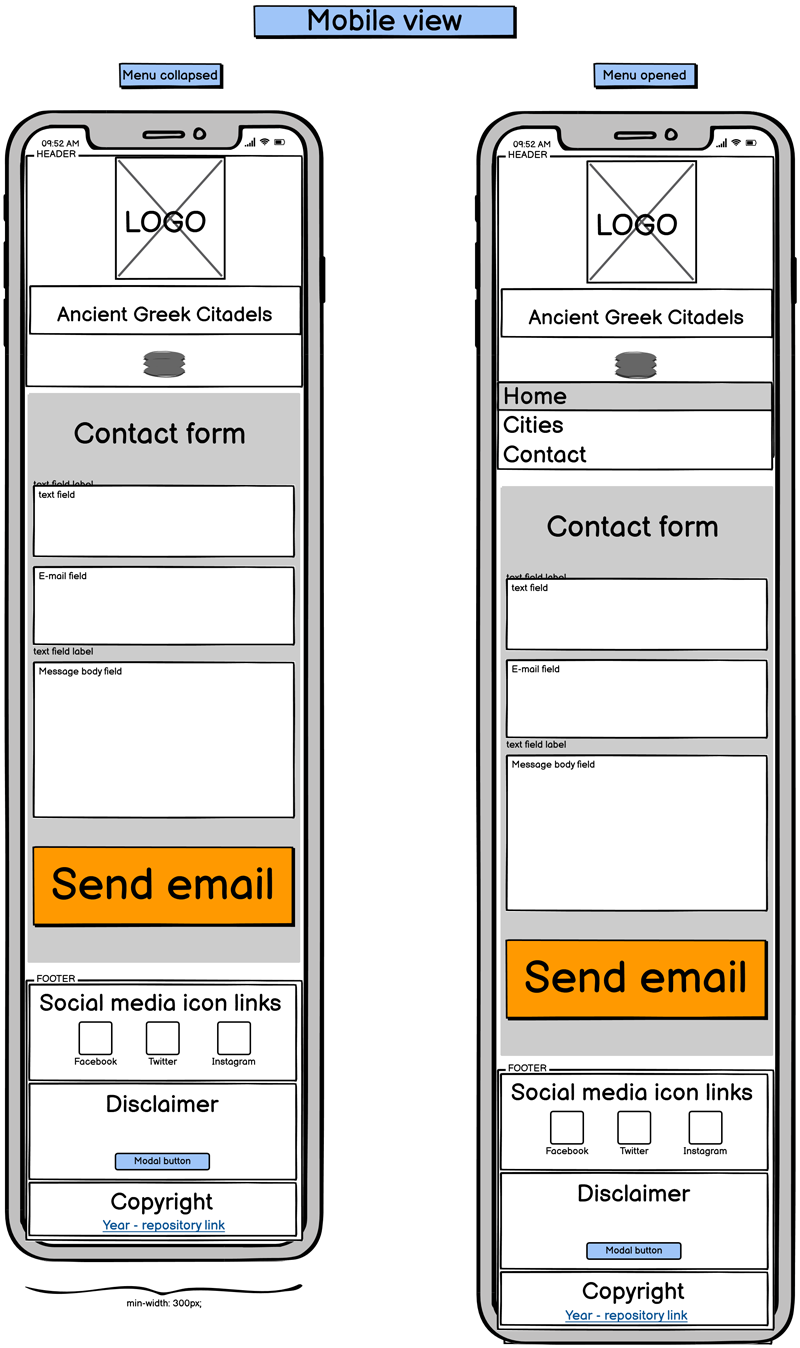 Mobile view
Menu collapsed
09:52 AM
HEADER
LOGO
Ancient Greek Citadels
Contact form
text field label
text field
E-mail field
text field label
Message body field
Send email
FOOTER
Social media icon links
Facebook Twitter Instagram
Disclaimer
Modal button
Copyright
Year - repository link
min-width: 300px;
Menu opened
09:52 AM
HEADER
LOGO
Ancient Greek Citadels
Home
Cities
Contact
Contact form
text field label
text field
E-mail field
text field label
Message body field
Send email
FOOTER
Social media icon links
Facebook Twitter Instagram
Disclaimer
Modal button
Copyright
Year - repository link